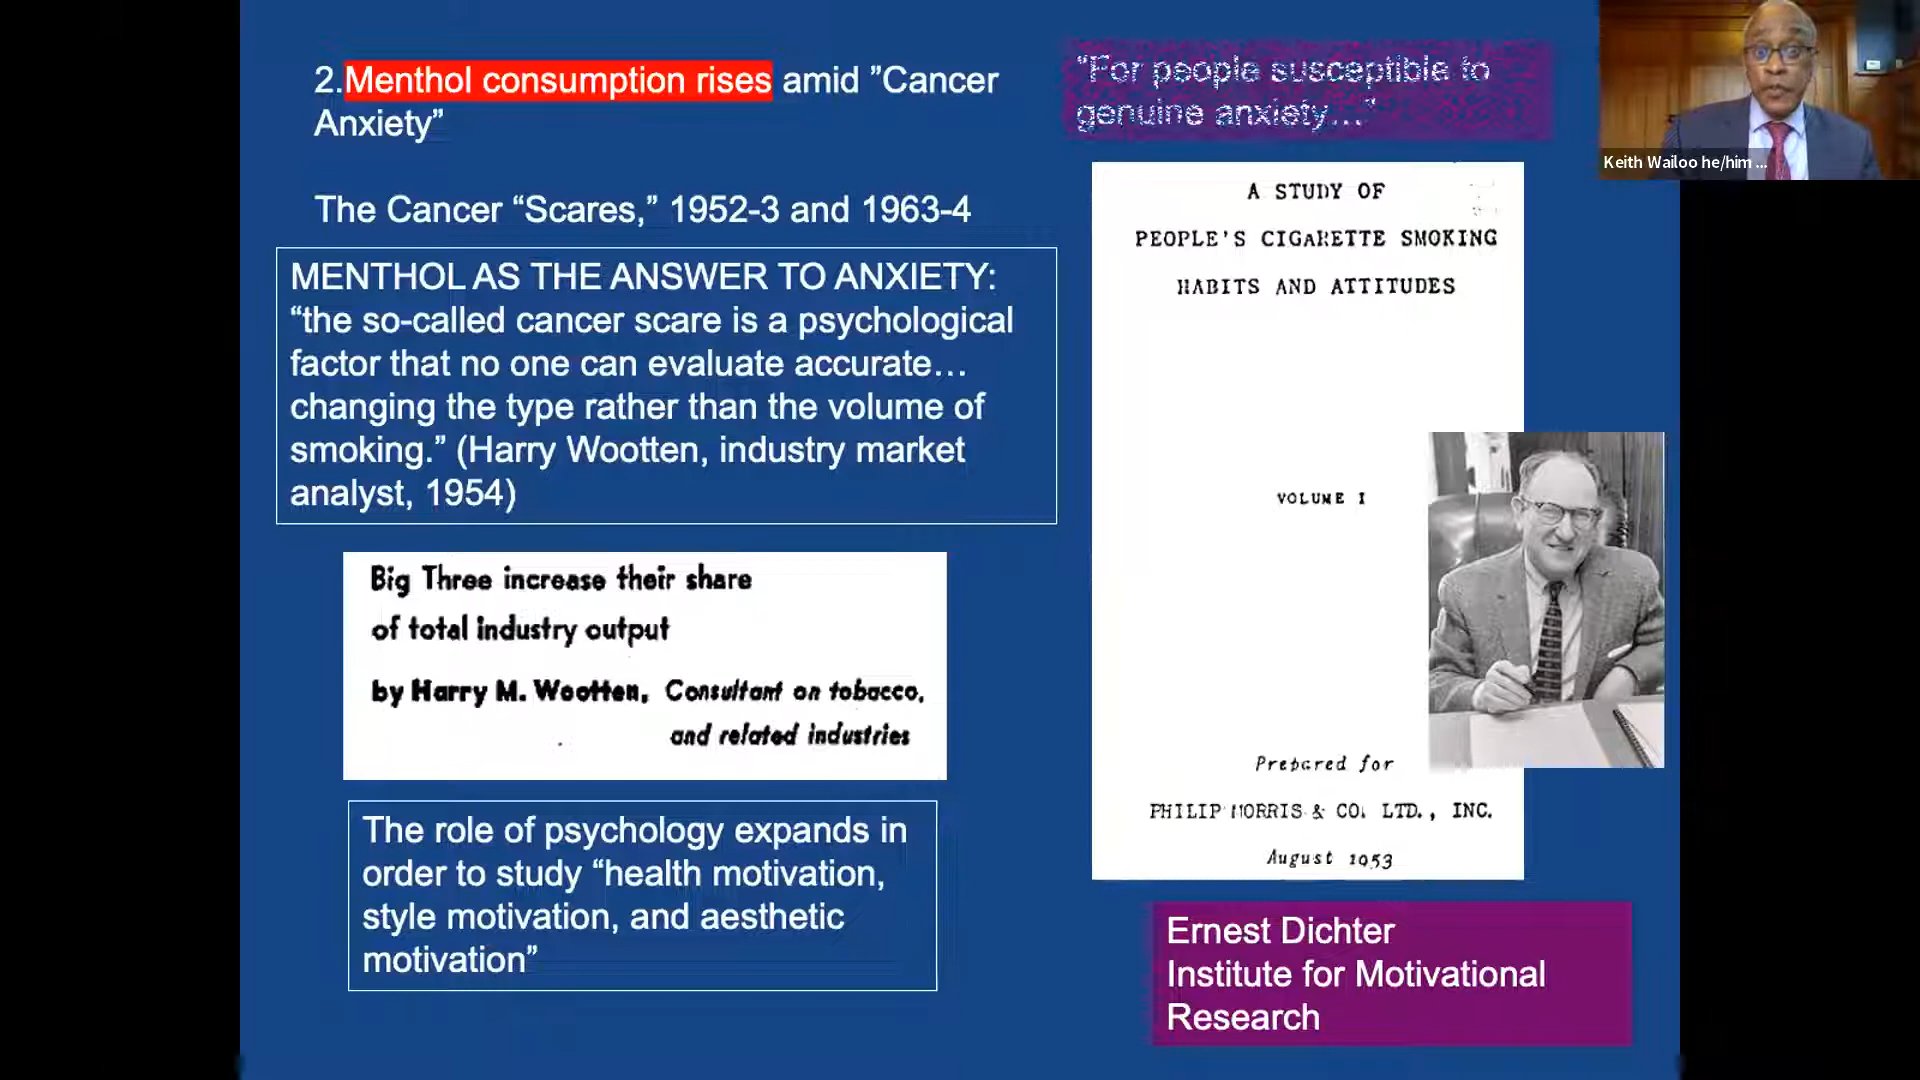 2.Menthol consumption rises amid ”Cancer
Anxiety”
The Cancer “Scares,” 1952-3 and 1963-4
MENTHOL AS THE ANSWER TO ANXIETY:
“the so-called cancer scare is a psychological
factor that no one can evaluate accurate…
changing the type rather than the volume of
smoking.” (Harry Wootten, industry market
analyst, 1954)
Big Three increase their share
of total industry output
by Harry M. Wootten, Consultant on tobacco,
and related industries
The role of psychology expands in
order to study “health motivation,
style motivation, and aesthetic
motivation”
“For people susceptible to
genuine anxiety…”
A STUDY OF
PEOPLE'S CIGARETTE SMOKING
HABITS AND ATTITUDES
VOLUME I
Prepared for
PHILIP MORRIS & CO. LTD., INC.
August 1953
Ernest Dichter
Institute for Motivational
Research
Keith Wailoo he/him ...